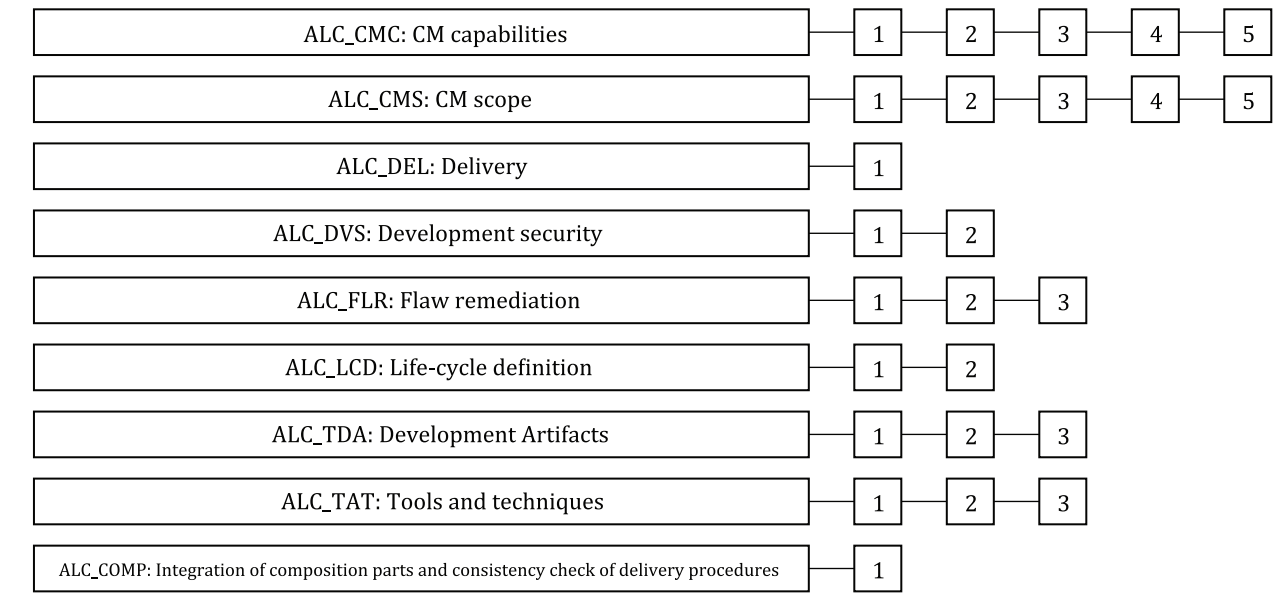 ALC_CMC: CM capabilities 1 2 3 4 5
ALC_CMS: CM scope 1 2 3 4 5
ALC_DEL: Delivery 1
ALC_DVS: Development security 1 2
ALC_FLR: Flaw remediation 1 2 3
ALC_LCD: Life-cycle definition 1 2
ALC_TDA: Development Artifacts 1 2 3
ALC_TAT: Tools and techniques 1 2 3
ALC_COMP: Integration of composition parts and consistency check of delivery procedures 1